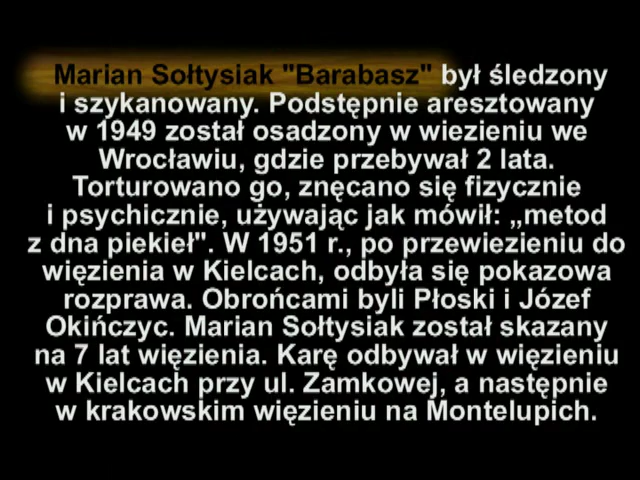 Marian Sołtysiak "Barabasz" był śledzony
i szykanowany. Podstępnie aresztowany
w 1949 został osadzony w wiezieniu we
Wrocławiu, gdzie przebywał 2 lata.
Torturowano go, znęcano się fizycznie
i psychicznie, używając jak mówił: „metod
z dna piekieł". W 1951 r., po przewiezieniu do
więzienia w Kielcach, odbyła się pokazowa
rozprawa. Obrońcami byli Płoski i Józef
Okińczyc. Marian Sołtysiak został skazany
na 7 lat więzienia. Karę odbywał w więzieniu
w Kielcach przy ul. Zamkowej, a następnie
w krakowskim więzieniu na Montelupich.